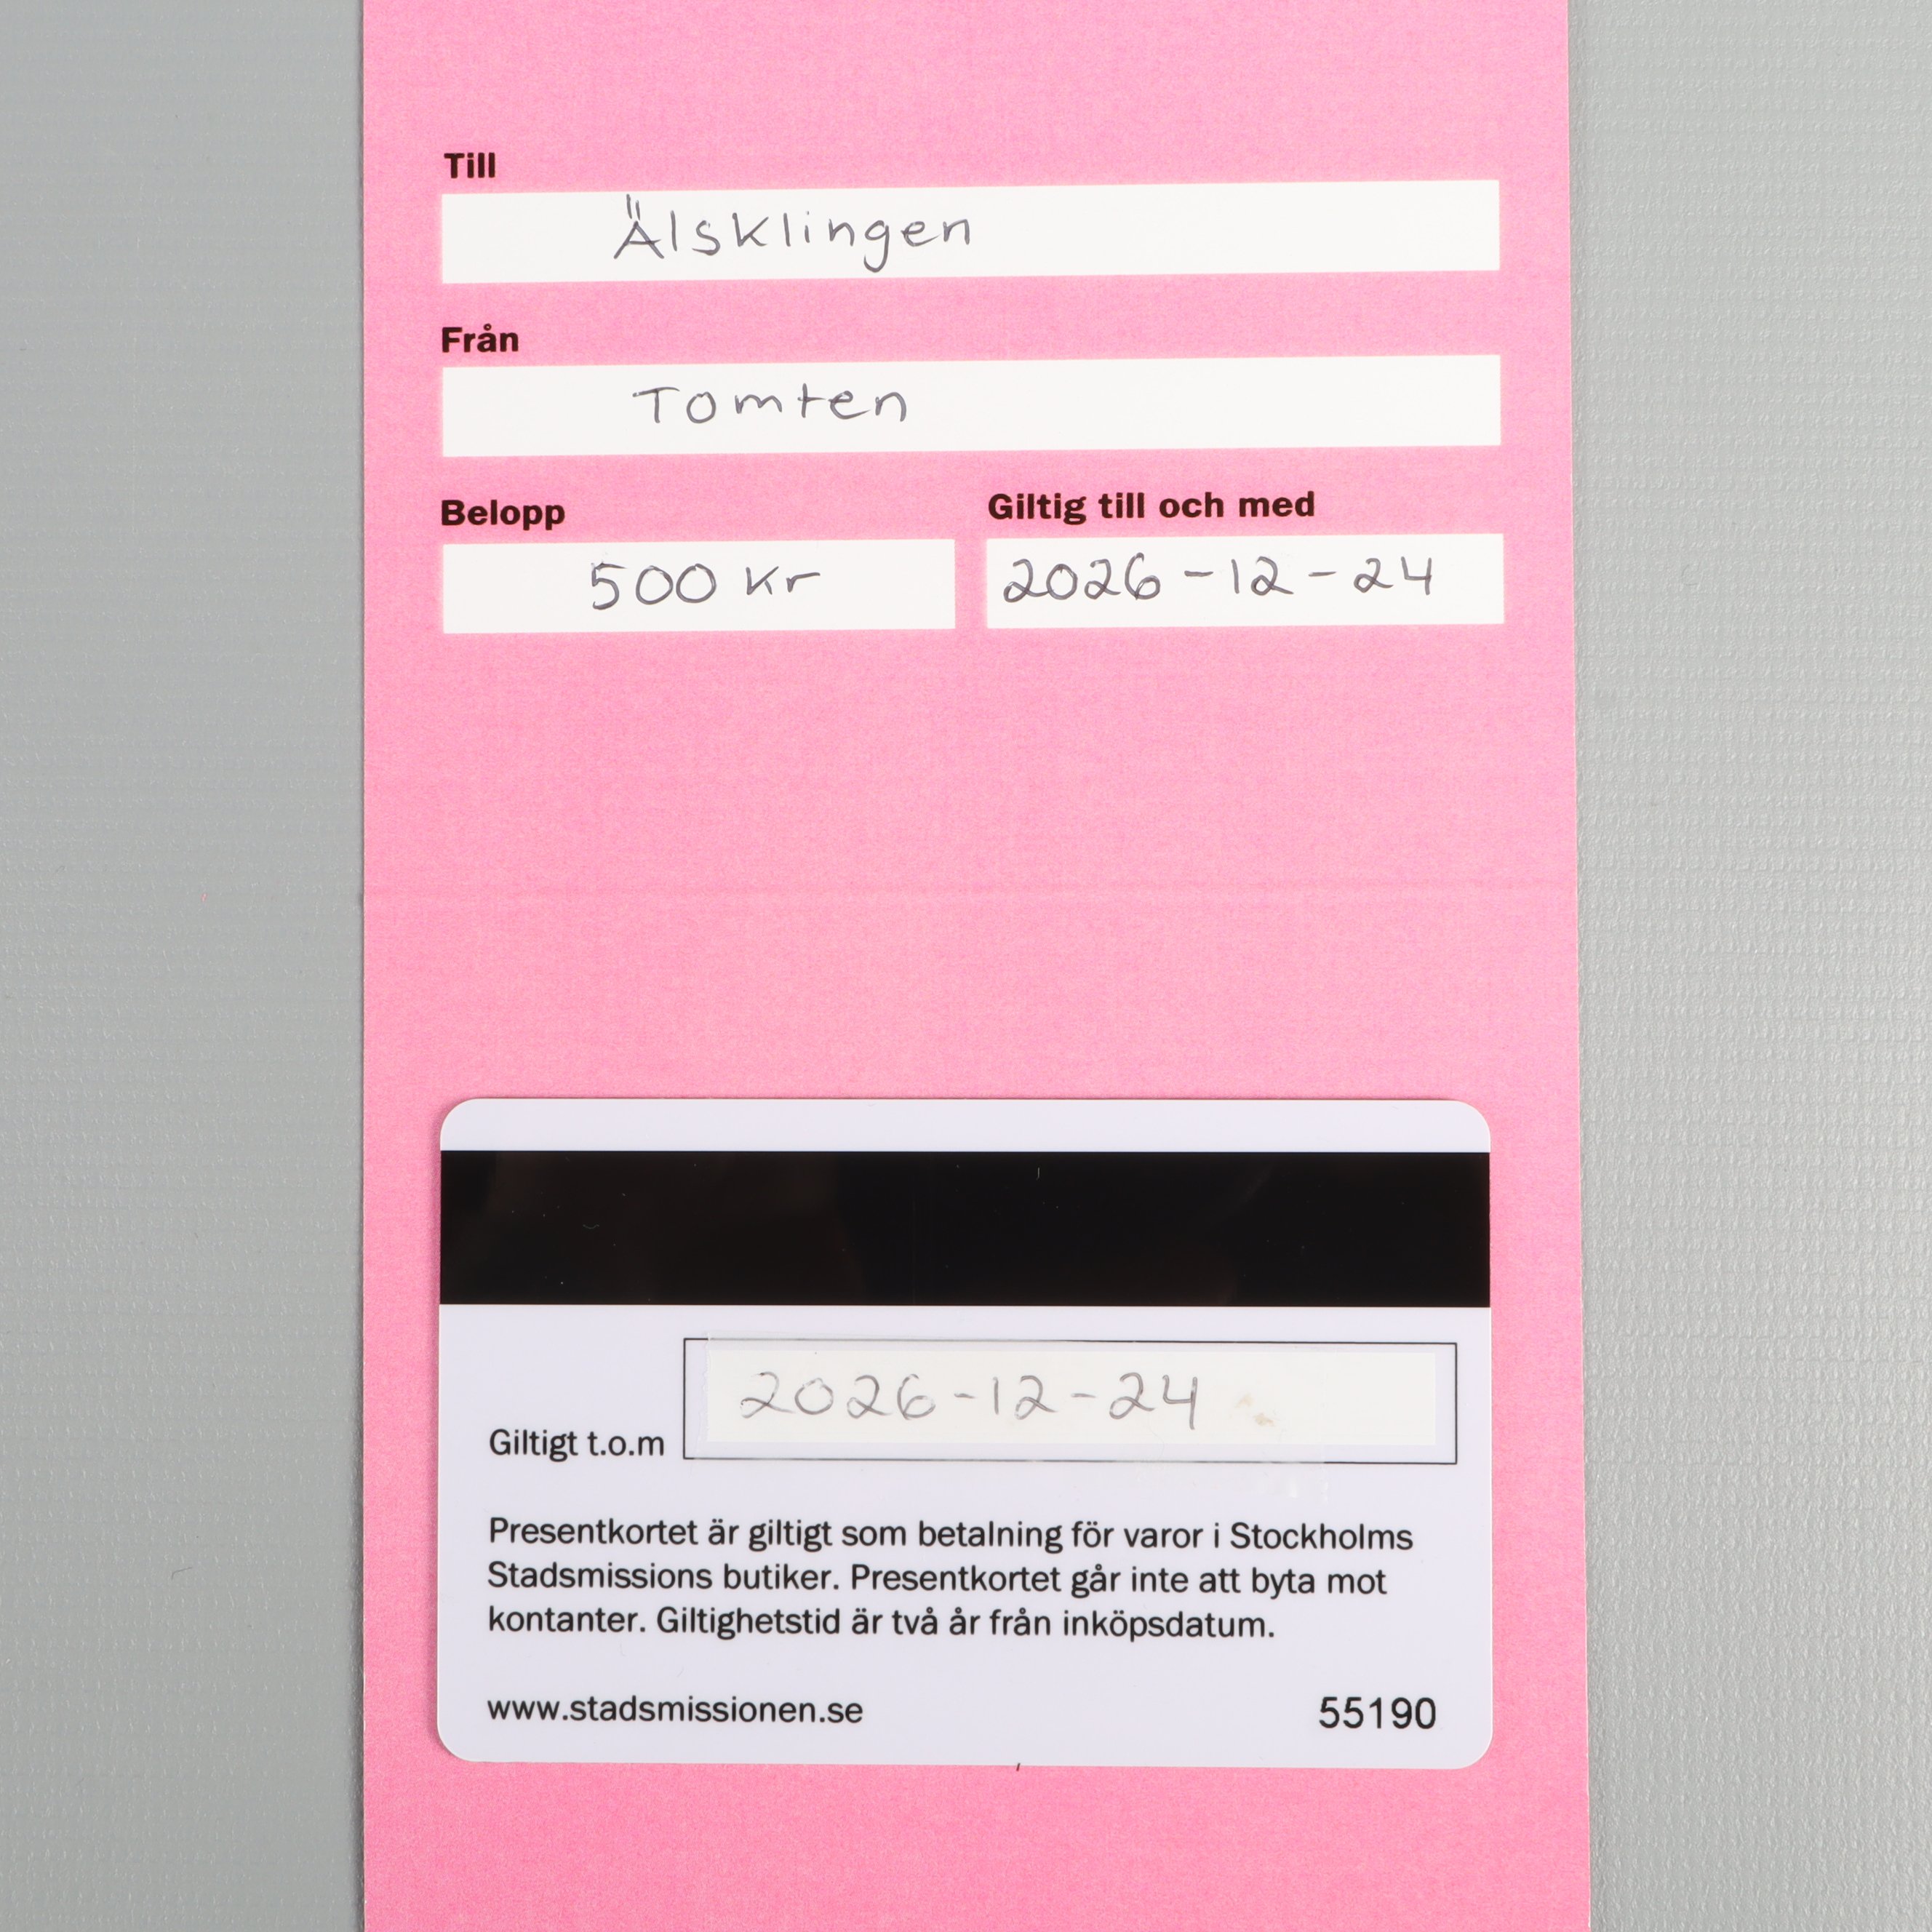 Till
Älsklingen
Från
Tomten
Belopp
Giltig till och med
500 kr
2026-12-24
Giltigt t.o.m
2026-12-24
Presentkortet är giltigt som betalning för varor i Stockholms
Stadsmissions butiker. Presentkortet går inte att byta mot
kontanter. Giltighetstid är två år från inköpsdatum.
www.stadsmissionen.se
55190